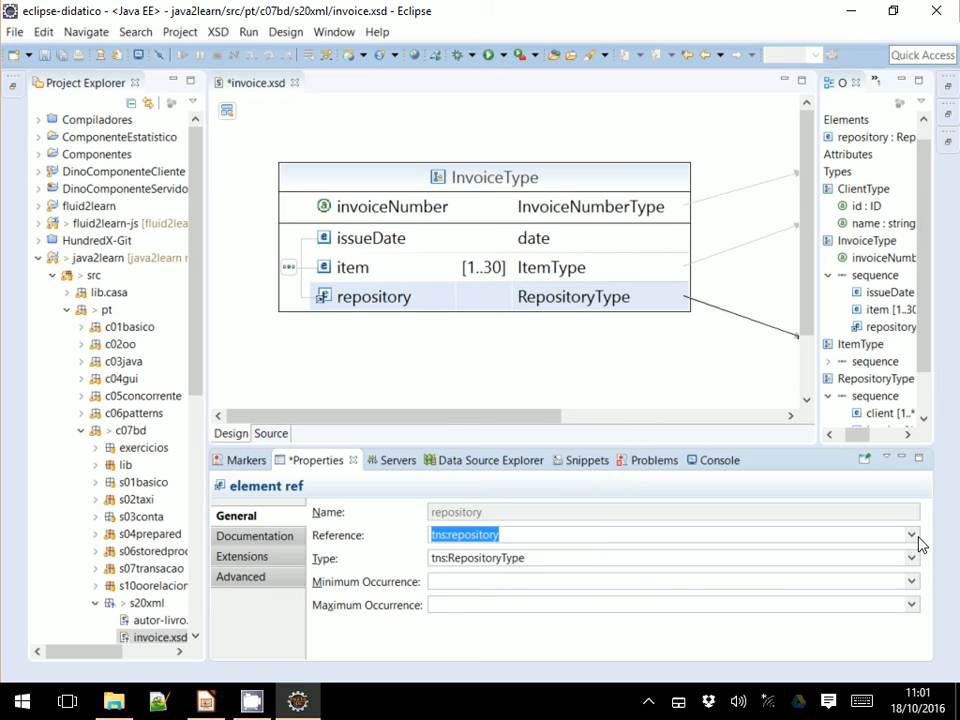 eclipse-didatico - <Java EE> - java2learn/src/pt/c07bd/s20xml/invoice.xsd - Eclipse
File Edit Navigate Search Project XSD Run Design Window Help
Quick Access
Project Explorer
Compiladores
ComponenteEstatistico
Componentes
DinoComponenteCliente
DinoComponenteServido
fluid2learn
> fluid2learn-js [fluid2lear
HundredX-Git
> java2learn [java2learn r
> src
lib.casa
> pt
c01basico
c02oo
c03java
c04gui
c05concorrente
c06patterns
> c07bd
exercicios
lib
s01basico
s02taxi
s03conta
s04prepared
s06storedproc
s07transacao
s10oorelacion
> s20xml
autor-livro.
invoice.xsd
*invoice.xsd
InvoiceType
invoiceNumber InvoiceNumberType
issueDate date
item [1..30] ItemType
repository RepositoryType
Design Source
O
Elements
repository : Rep
Attributes
Types
ClientType
id : ID
name : string
InvoiceType
invoiceNumb
sequence
issueDate
item [1..30
repository
ItemType
sequence
RepositoryType
sequence
client [1..*
Markers *Properties Servers Data Source Explorer Snippets Problems Console
element ref
General
Documentation
Extensions
Advanced
Name: repository
Reference: tns:repository
Type: tns:RepositoryType
Minimum Occurrence:
Maximum Occurrence:
11:01
18/10/2016